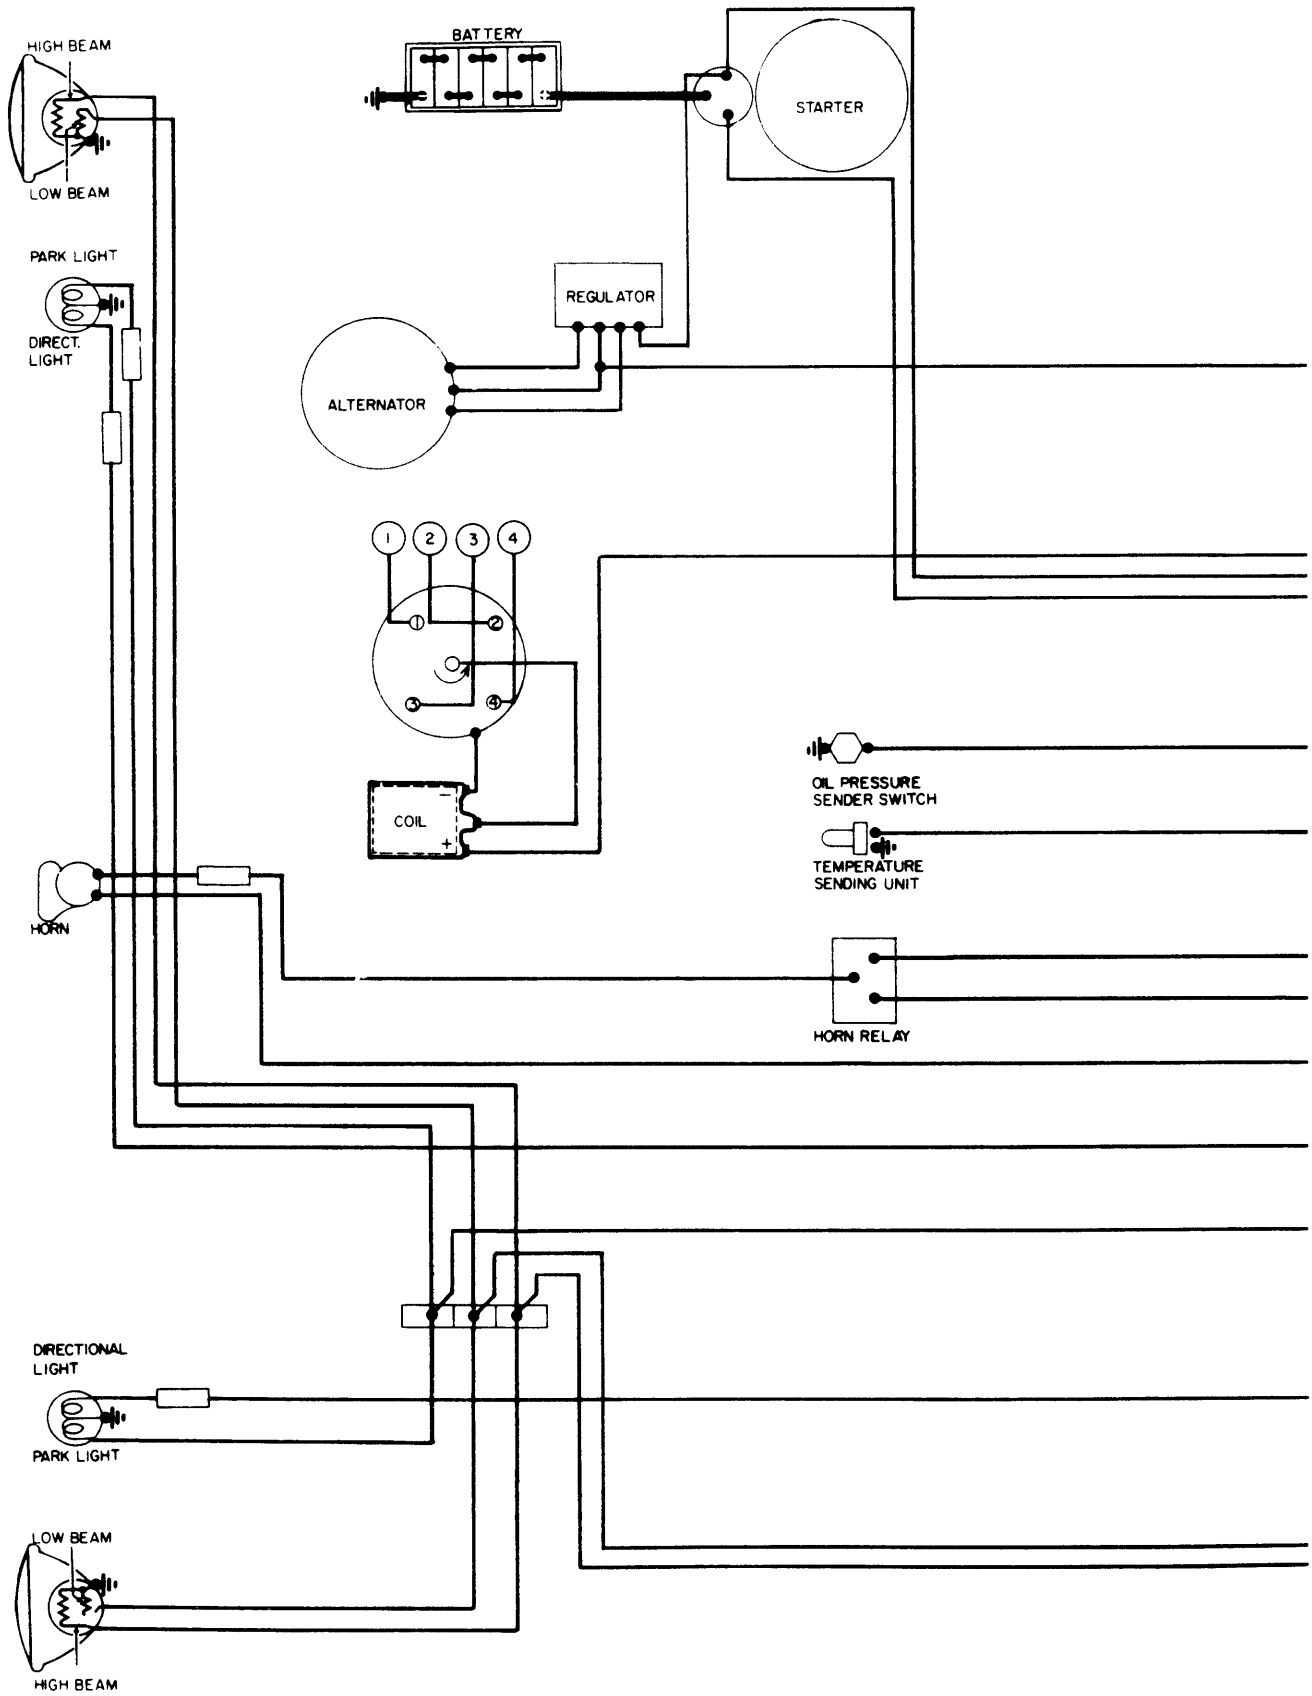 HIGH BEAM
BATTERY
STARTER
LOW BEAM
PARK LIGHT
DIRECT.
LIGHT
REGULATOR
ALTERNATOR
1 2 3 4
1 2
3 4
COIL
−
+
OIL PRESSURE
SENDER SWITCH
TEMPERATURE
SENDING UNIT
HORN
HORN RELAY
DIRECTIONAL
LIGHT
PARK LIGHT
LOW BEAM
HIGH BEAM